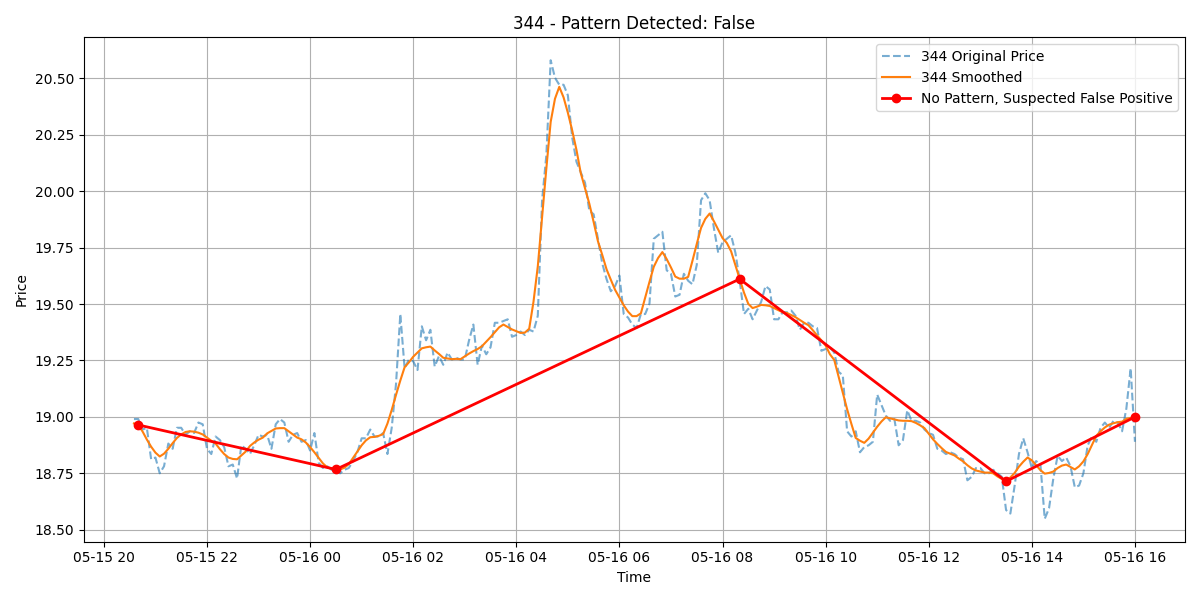 344 - Pattern Detected: False
344 Original Price
344 Smoothed
No Pattern, Suspected False Positive
Price
20.50
20.25
20.00
19.75
19.50
19.25
19.00
18.75
18.50
05-15 20 05-15 22 05-16 00 05-16 02 05-16 04 05-16 06 05-16 08 05-16 10 05-16 12 05-16 14 05-16 16
Time